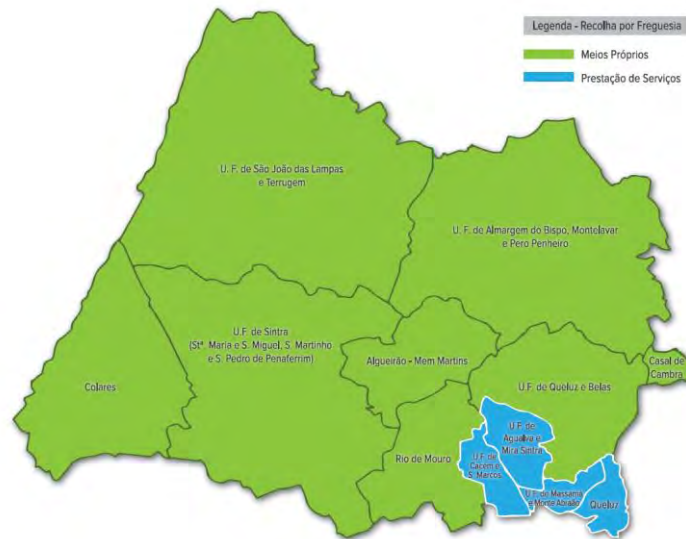 Legenda - Recolha por Freguesia
Meios Próprios
Prestação de Serviços
U. F. de São João das Lampas
e Terrugem
U. F. de Almargem do Bispo, Montelavar
e Pero Penheiro
U.F. de Sintra
(Stª. Maria e S. Miguel, S. Martinho
e S. Pedro de Penaferrim)
Algueirão - Mem Martins
Casal de
Cambra
Colares
U.F. de Queluz e Belas
U.F. de
Agualva e
Mira Sintra
Rio de Mouro
U.F. de
Cacém e
S. Marcos
U.F. de Massamá
e Monte Abraão
Queluz